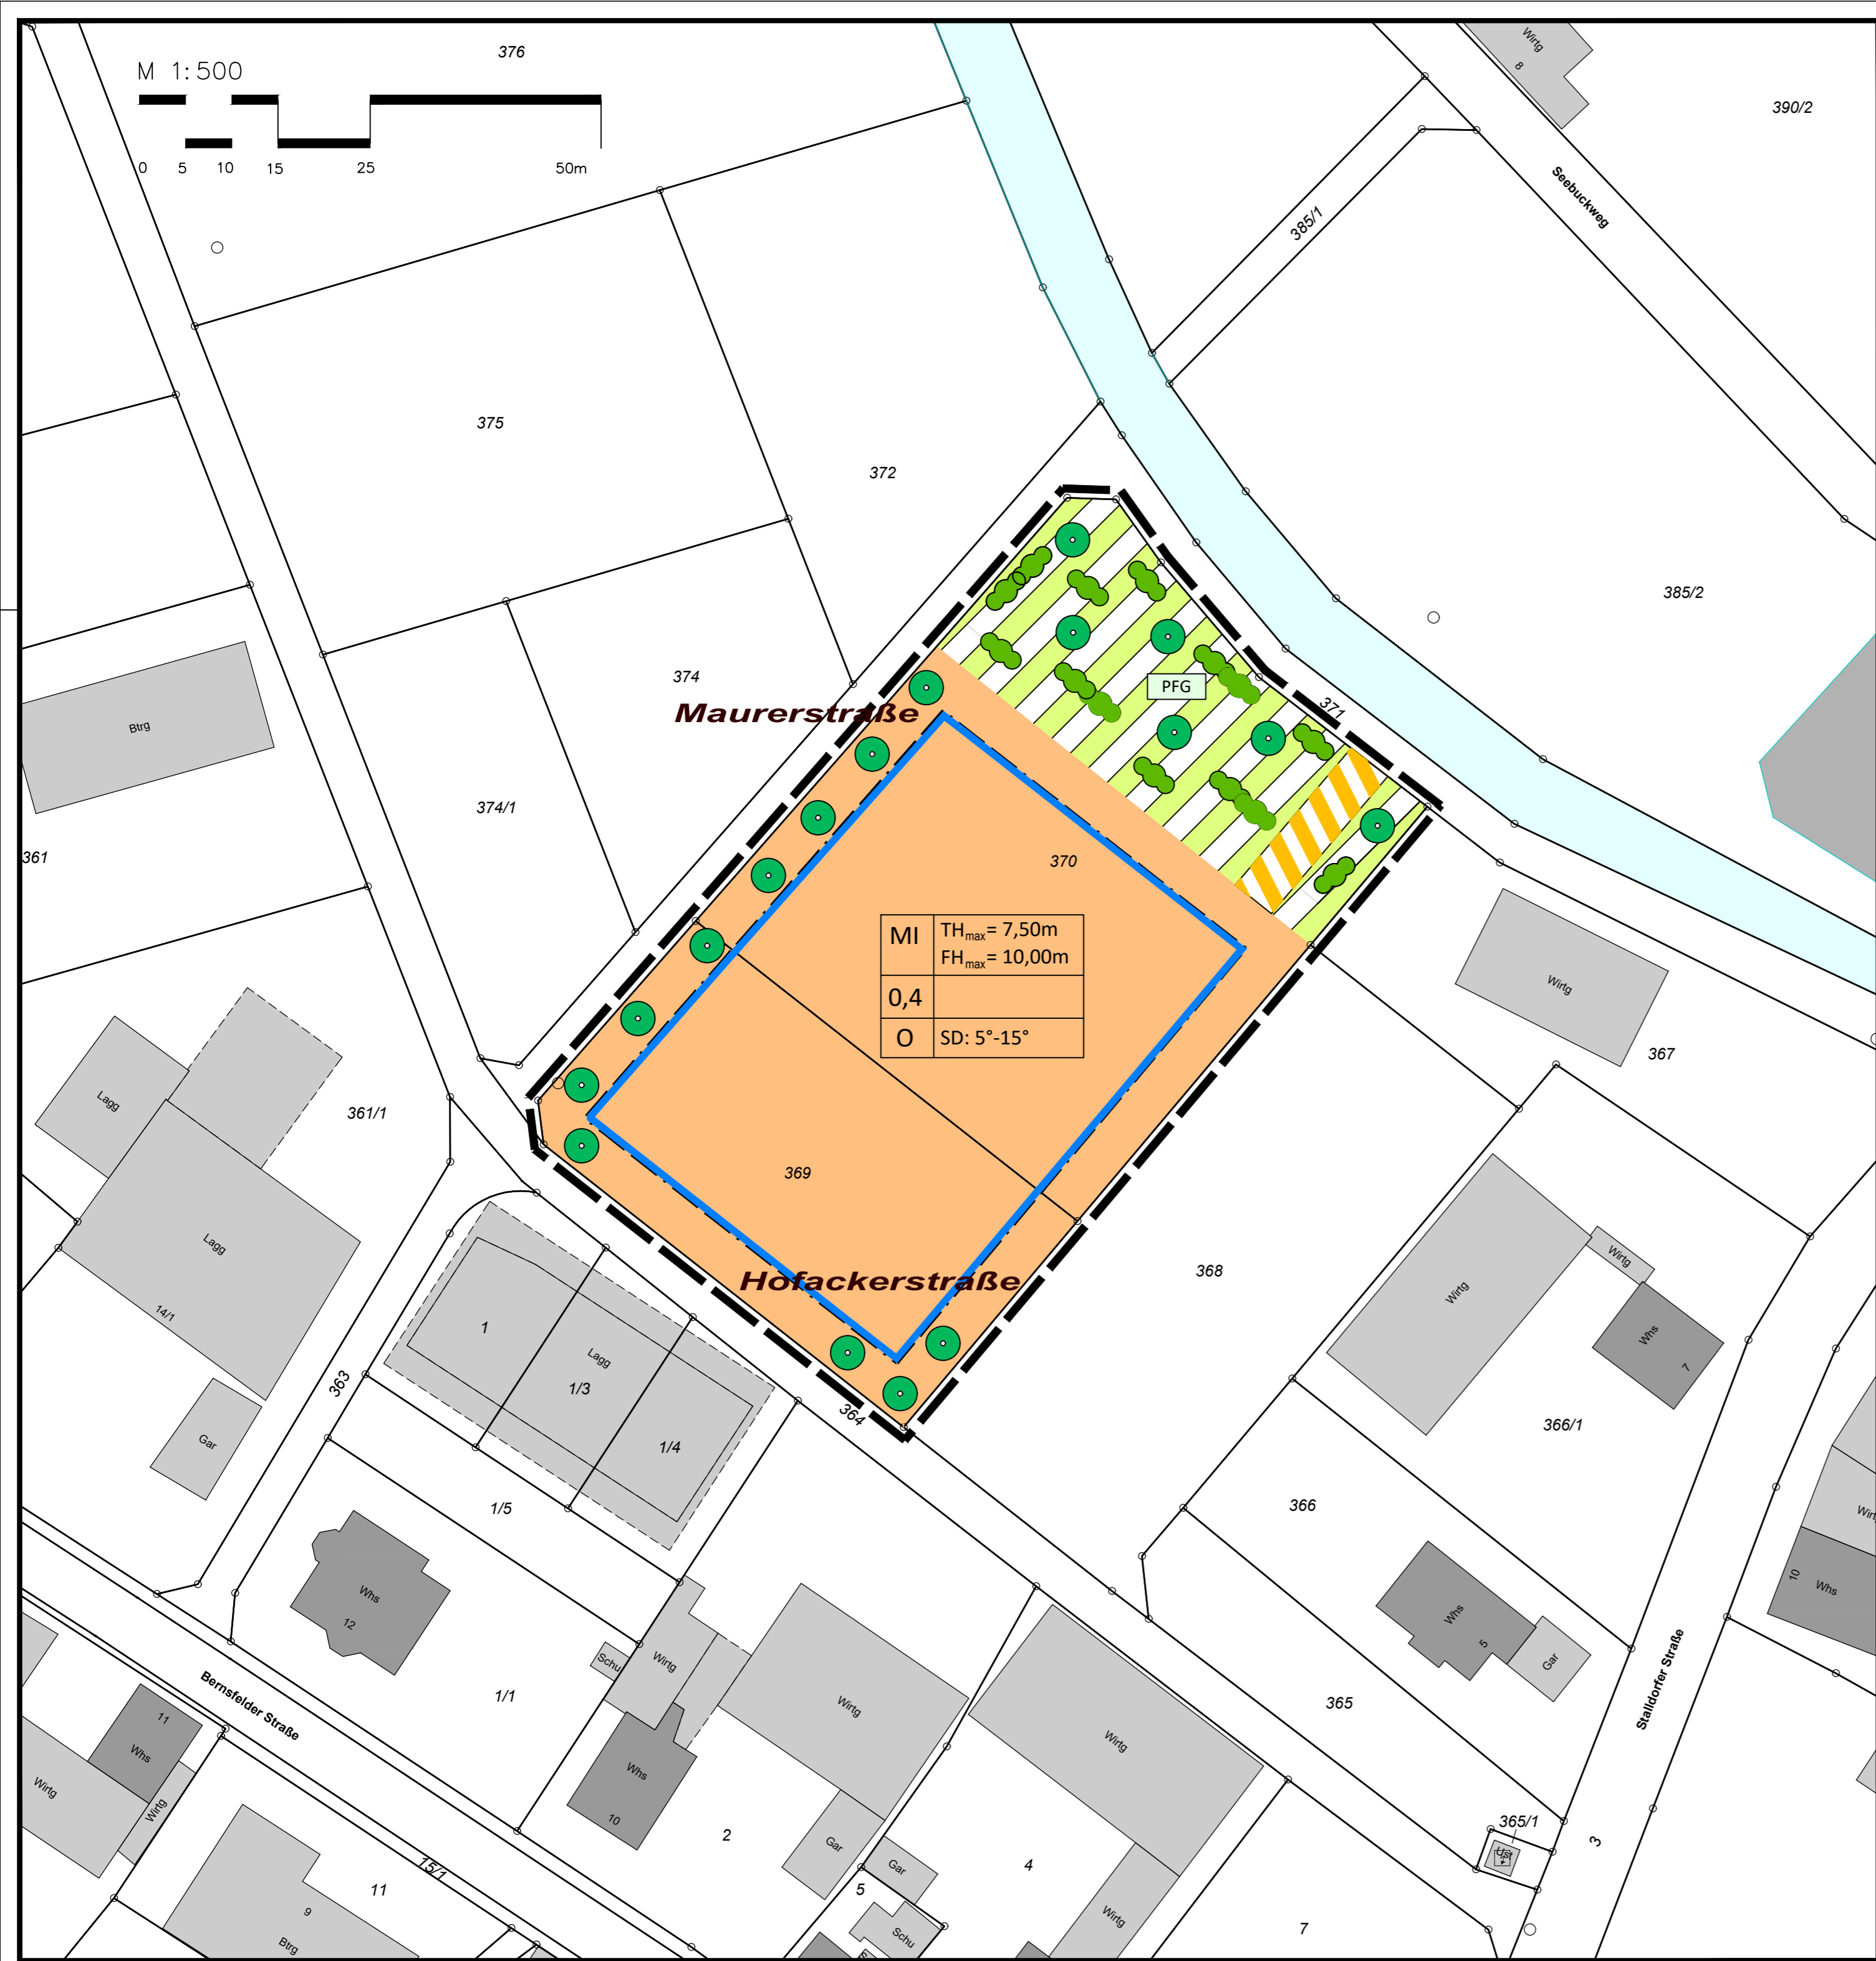 376
M 1:500
0 5 10 15 25 50m
Wirtg
8
390/2
Seebuckweg
385/1
375
372
385/2
374
Maurerstraße
PFG
371
Btrg
374/1
361
370
MI THmax= 7,50m
FHmax= 10,00m
0,4
O SD: 5°-15°
Wirtg
367
Lagg
361/1
369
Lagg
14/1
Hofackerstraße
368
Wirtg
Wirtg
Whs
7
1
Lagg
1/3
1/4
363
364
Gar
366/1
1/5
366
Whs
12
Whs
5
Gar
10
Whs
Schu
Wirtg
1/1
Bernsfelder Straße
Wirtg
Wirtg
365
Stalldorfer Straße
11
Whs
Wirtg
Wirtg
Whs
10
2
Gar
Gar
4
5
365/1
Ust
3
15/1
11
9
Btrg
Schu
Wirtg
7